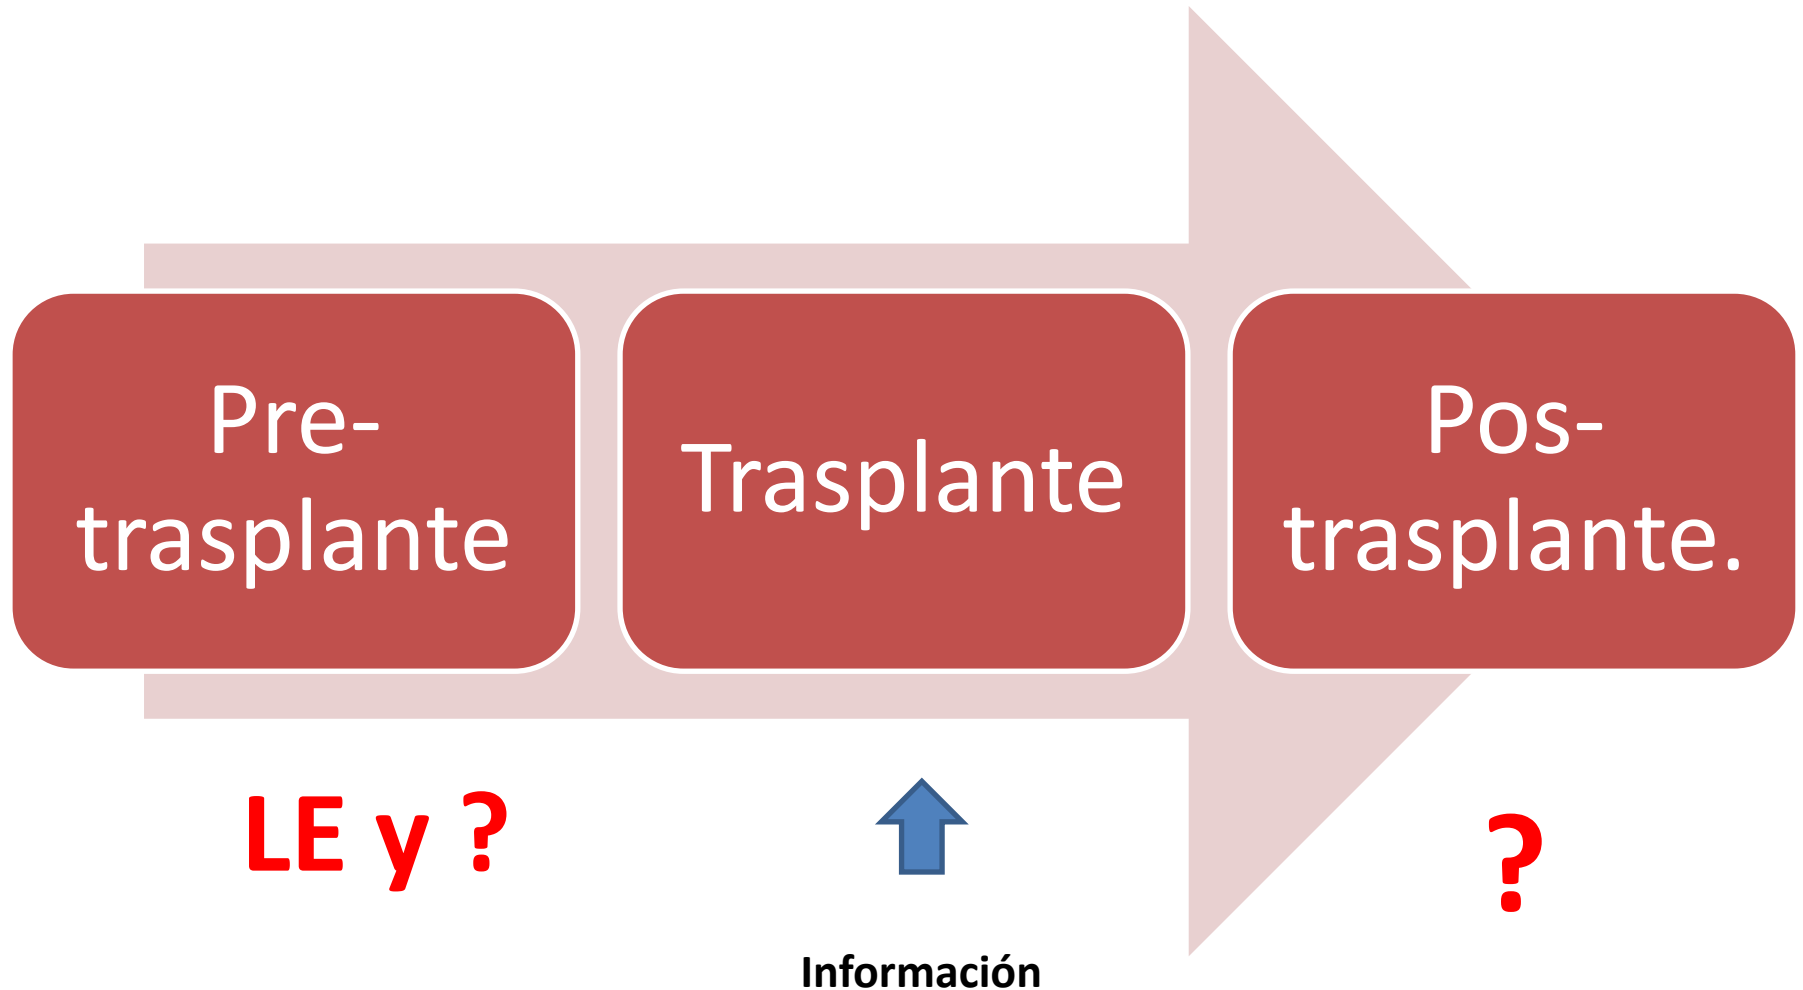 Pre-
trasplante
Trasplante
Pos-
trasplante.
LE y ?
?
Información